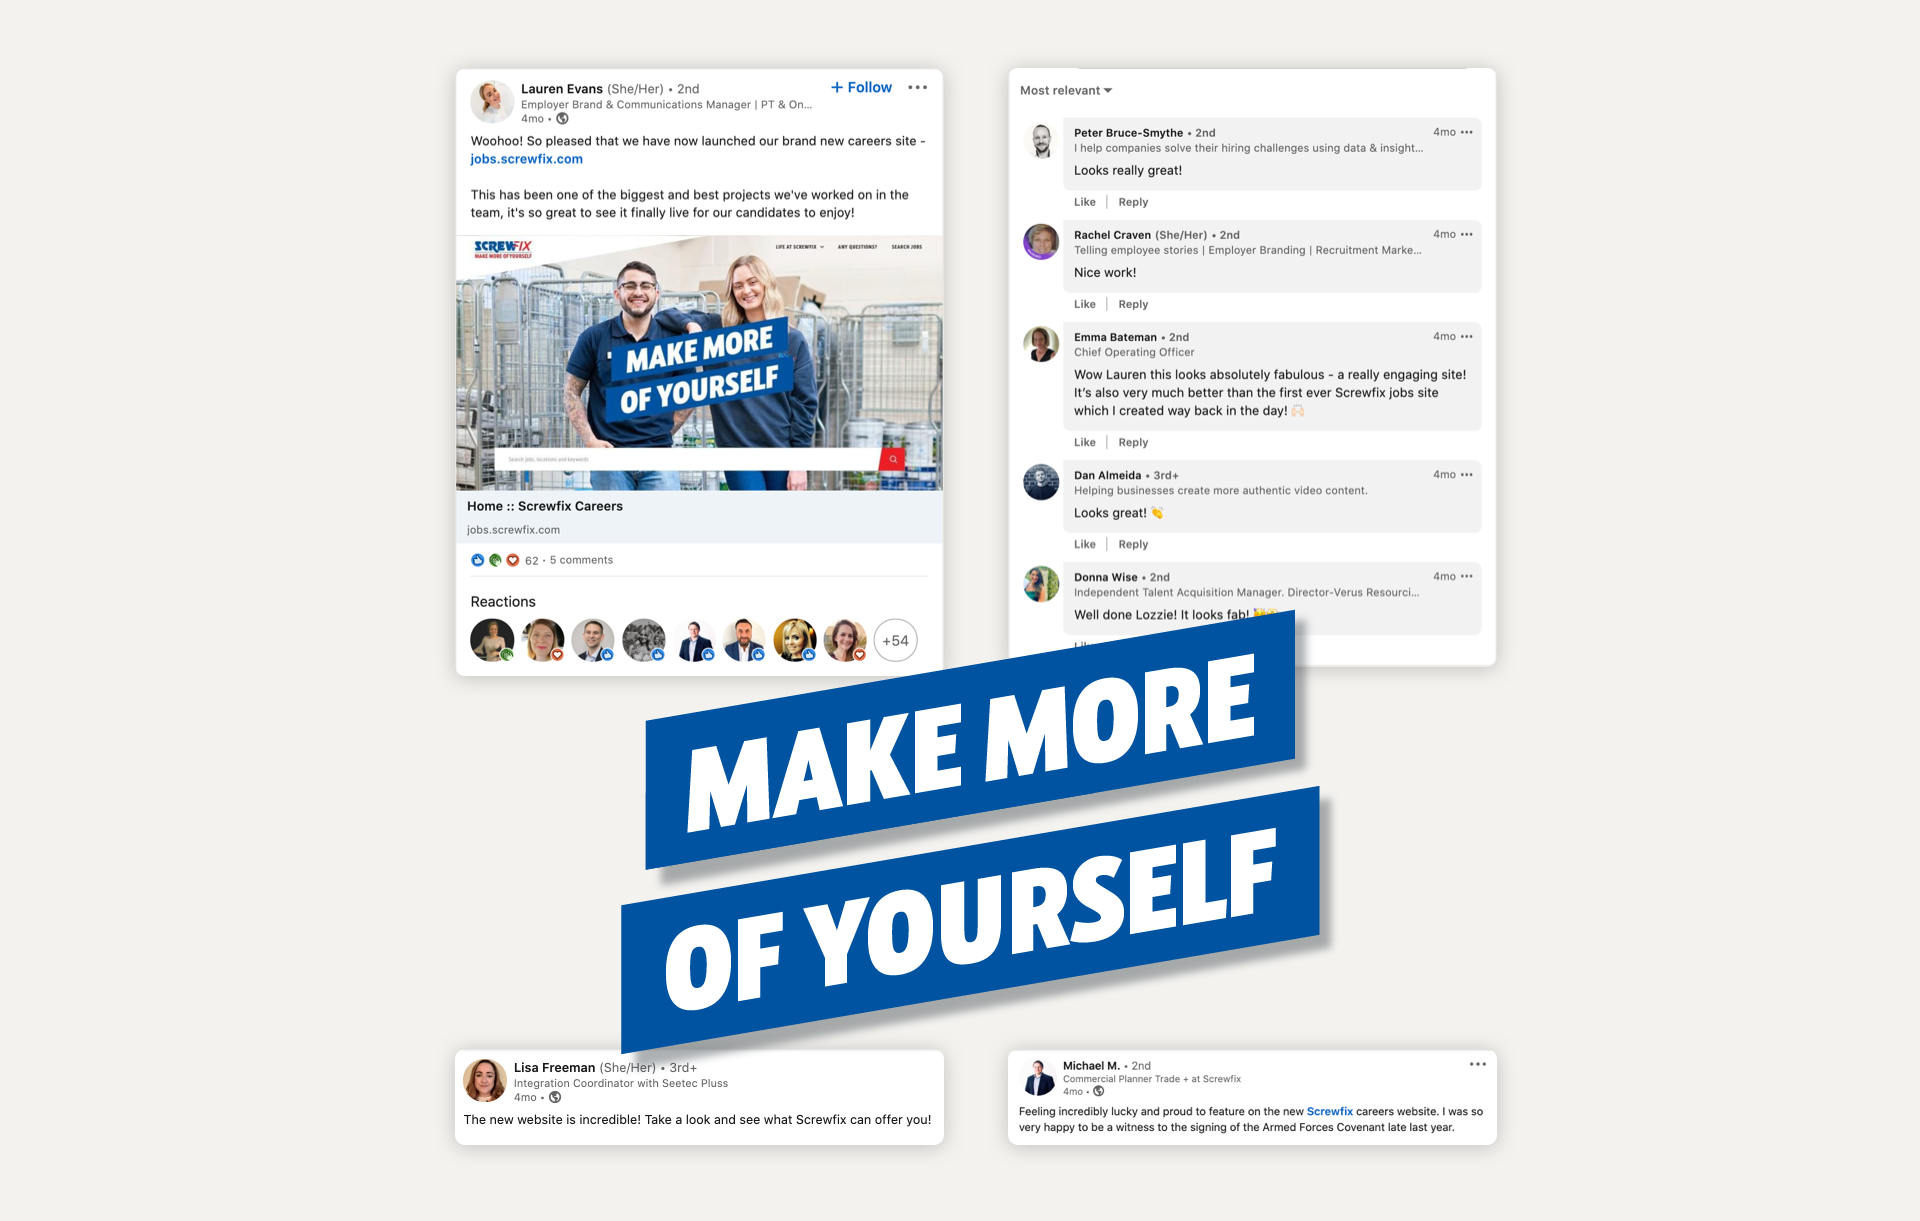 Lauren Evans (She/Her) • 2nd
+ Follow •••
Employer Brand & Communications Manager | PT & On...
4mo •
Woohoo! So pleased that we have now launched our brand new careers site -
jobs.screwfix.com
This has been one of the biggest and best projects we've worked on in the
team, it's so great to see it finally live for our candidates to enjoy!
SCREWFIX
MAKE MORE OF YOURSELF
LIFE AT SCREWFIX ANY QUESTIONS? SEARCH JOBS
MAKE MORE
OF YOURSELF
Search jobs, locations and keywords
Home :: Screwfix Careers
jobs.screwfix.com
62 · 5 comments
Reactions
+54
Most relevant
Peter Bruce-Smythe • 2nd
4mo •••
I help companies solve their hiring challenges using data & insight...
Looks really great!
Like | Reply
Rachel Craven (She/Her) • 2nd
4mo •••
Telling employee stories | Employer Branding | Recruitment Marke...
Nice work!
Like | Reply
Emma Bateman • 2nd
4mo •••
Chief Operating Officer
Wow Lauren this looks absolutely fabulous - a really engaging site!
It's also very much better than the first ever Screwfix jobs site
which I created way back in the day! 🙌🏻
Like | Reply
Dan Almeida • 3rd+
4mo •••
Helping businesses create more authentic video content.
Looks great! 👏
Like | Reply
Donna Wise • 2nd
4mo •••
Independent Talent Acquisition Manager. Director-Verus Resourci...
Well done Lozzie! It looks fab!
MAKE MORE
OF YOURSELF
Lisa Freeman (She/Her) • 3rd+
Integration Coordinator with Seetec Pluss
4mo •
The new website is incredible! Take a look and see what Screwfix can offer you!
Michael M. • 2nd
•••
Commercial Planner Trade + at Screwfix
4mo •
Feeling incredibly lucky and proud to feature on the new Screwfix careers website. I was so
very happy to be a witness to the signing of the Armed Forces Covenant late last year.